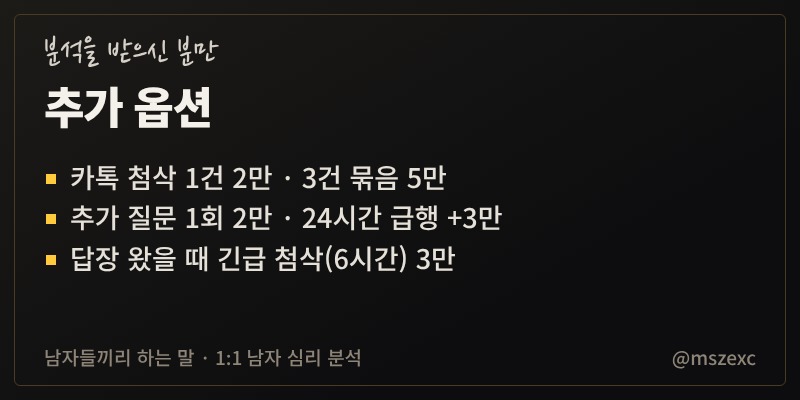 분석을 받으신 분만
추가 옵션
카톡 첨삭 1건 2만 · 3건 묶음 5만
추가 질문 1회 2만 · 24시간 급행 +3만
답장 왔을 때 긴급 첨삭(6시간) 3만
남자들끼리 하는 말 · 1:1 남자 심리 분석
@mszexc